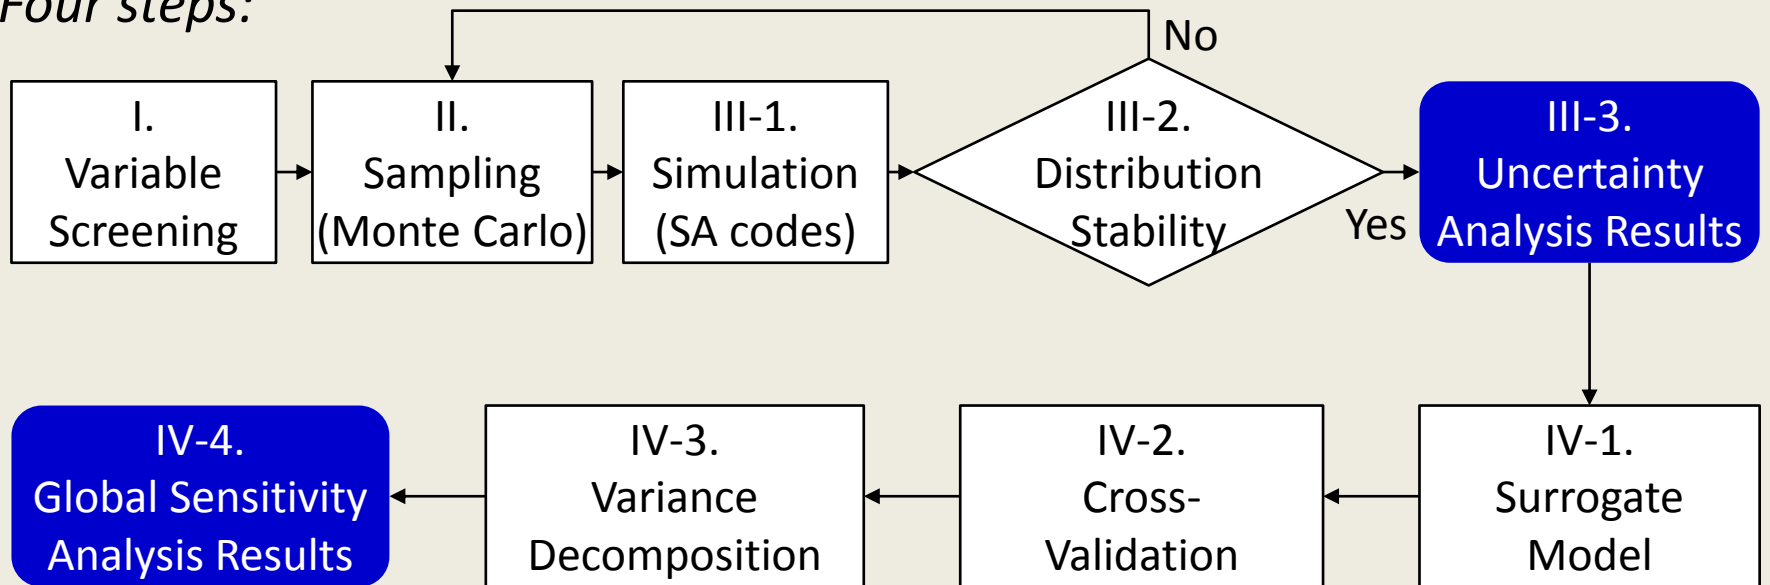 Four steps:
No
I.
Variable
Screening
II.
Sampling
(Monte Carlo)
III-1.
Simulation
(SA codes)
III-2.
Distribution
Stability
Yes
III-3.
Uncertainty
Analysis Results
IV-4.
Global Sensitivity
Analysis Results
IV-3.
Variance
Decomposition
IV-2.
Cross-
Validation
IV-1.
Surrogate
Model